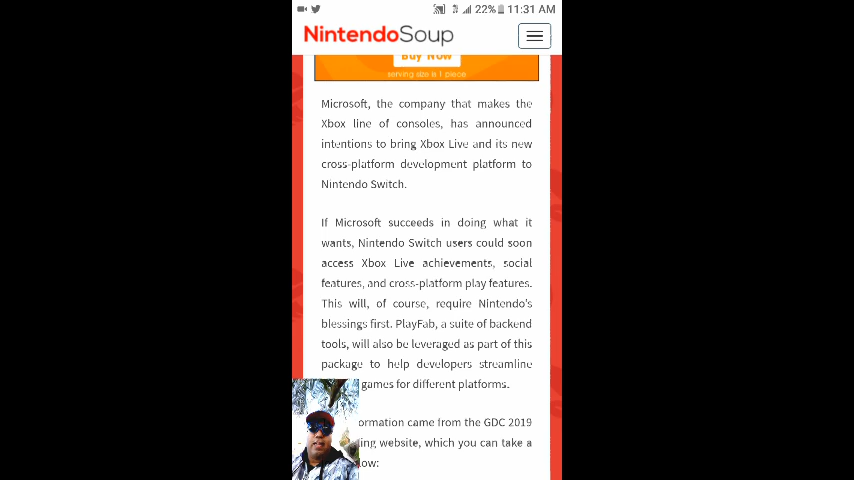 22% 11:31 AM
NintendoSoup
Buy Now
serving size is 1 piece
Microsoft, the company that makes the
Xbox line of consoles, has announced
intentions to bring Xbox Live and its new
cross-platform development platform to
Nintendo Switch.
If Microsoft succeeds in doing what it
wants, Nintendo Switch users could soon
access Xbox Live achievements, social
features, and cross-platform play features.
This will, of course, require Nintendo's
blessings first. PlayFab, a suite of backend
tools, will also be leveraged as part of this
package to help developers streamline
games for different platforms.
ormation came from the GDC 2019
ing website, which you can take a
low: